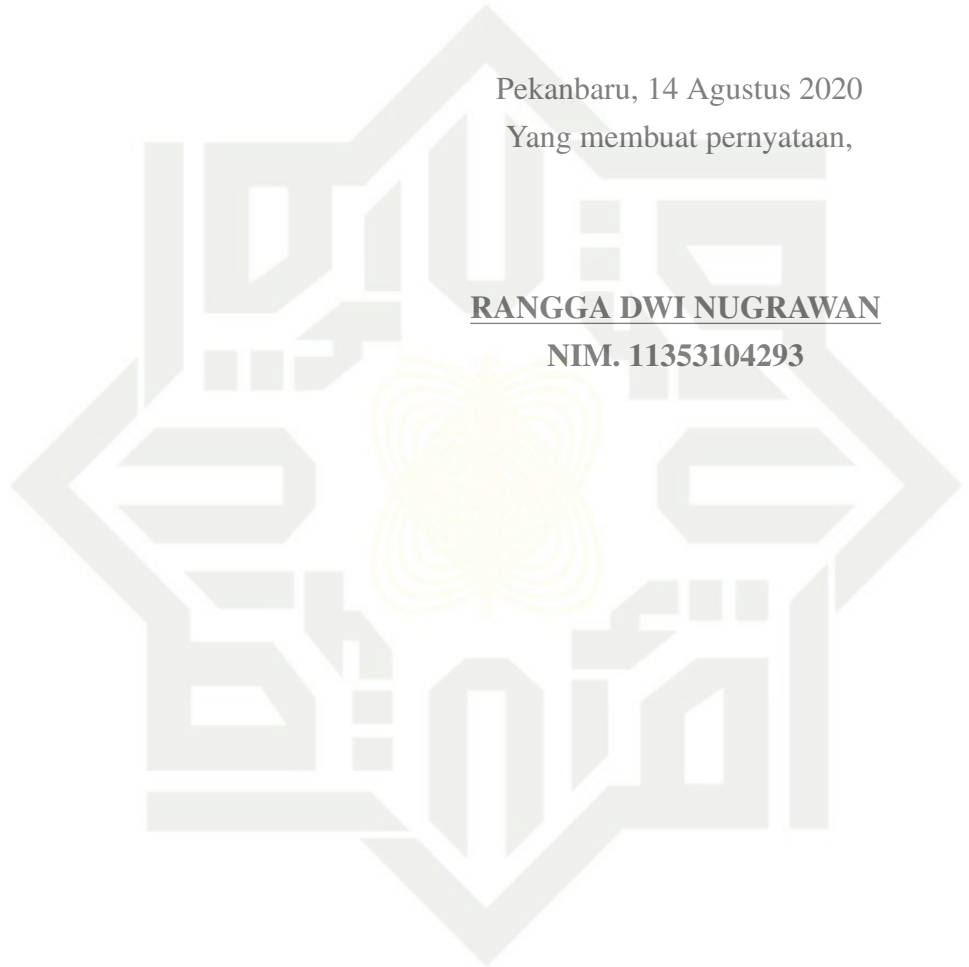 Pekanbaru, 14 Agustus 2020
Yang membuat pernyataan,
RANGGA DWI NUGRAWAN
NIM. 11353104293